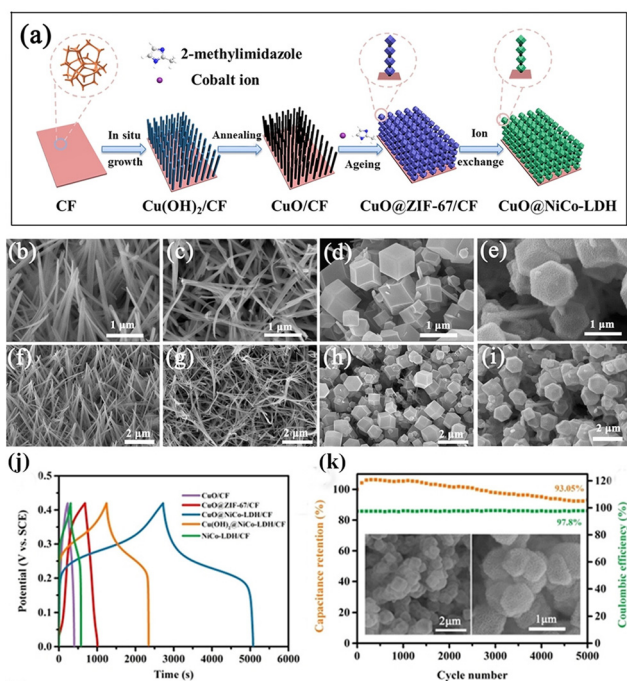 (a)
2-methylimidazole
Cobalt ion
In situ
growth
Annealing
Ageing
Ion
exchange
CF
Cu(OH)2/CF
CuO/CF
CuO@ZIF-67/CF
CuO@NiCo-LDH
(b)
1 μm
(c)
1 μm
(d)
1 μm
(e)
1 μm
(f)
2 μm
(g)
2 μm
(h)
2 μm
(i)
2 μm
(j)
Potential (V vs. SCE)
0.5
0.4
0.3
0.2
0.1
0.0
CuO/CF
CuO@ZIF-67/CF
CuO@NiCo-LDH/CF
Cu(OH)2@NiCo-LDH/CF
NiCo-LDH/CF
0 1000 2000 3000 4000 5000 6000
Time (s)
(k)
Capacitance retention (%)
100
80
60
40
20
0
93.05%
97.8%
2μm
1μm
120
100
80
60
40
20
0
Coulombic efficiency (%)
0 1000 2000 3000 4000 5000
Cycle number